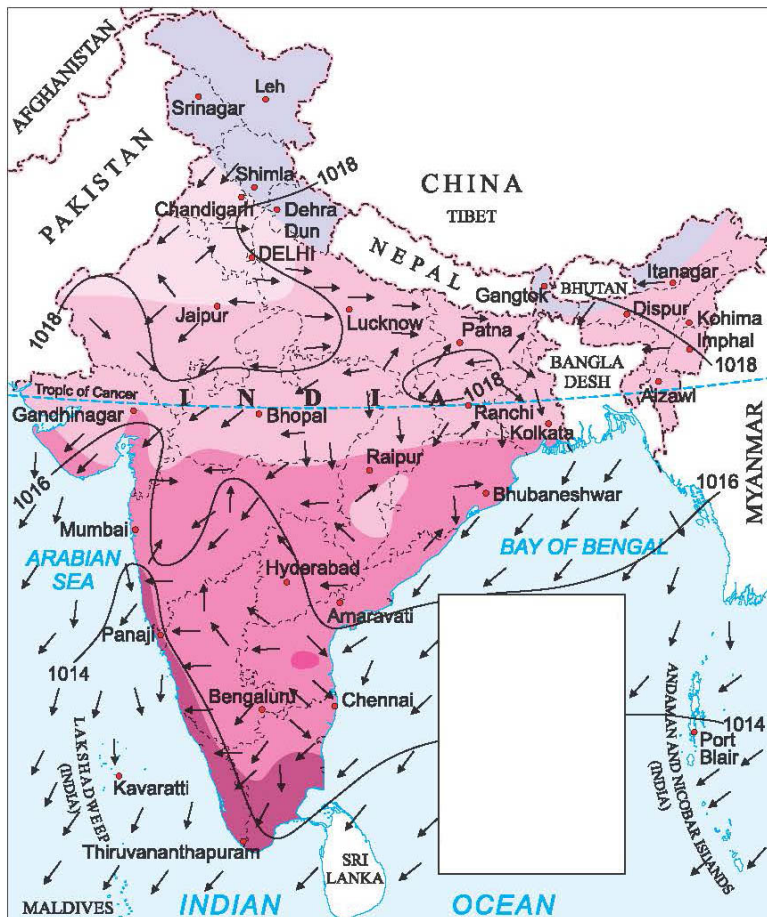 AFGHANISTAN
Leh
Srinagar
PAKISTAN
Shimla
1018
Chandigarh
CHINA
TIBET
Dehra
Dun
DELHI
NEPAL
Itanagar
Gangtok
BHUTAN
1018
Jaipur
Lucknow
Dispur
Kohima
Patna
Imphal
BANGLA
DESH
1018
1018
Tropic of Cancer
INDIA
Aizawl
Gandhinagar
Bhopal
Ranchi
Kolkata
MYANMAR
1016
Raipur
Bhubaneshwar
1016
Mumbai
ARABIAN
SEA
BAY OF BENGAL
Hyderabad
Amaravati
Panaji
1014
Bengaluru
Chennai
1014
Port
Blair
ANDAMAN AND NICOBAR ISLANDS
(INDIA)
LAKSHADWEEP
(INDIA)
Kavaratti
Thiruvananthapuram
SRI
LANKA
MALDIVES
INDIAN OCEAN